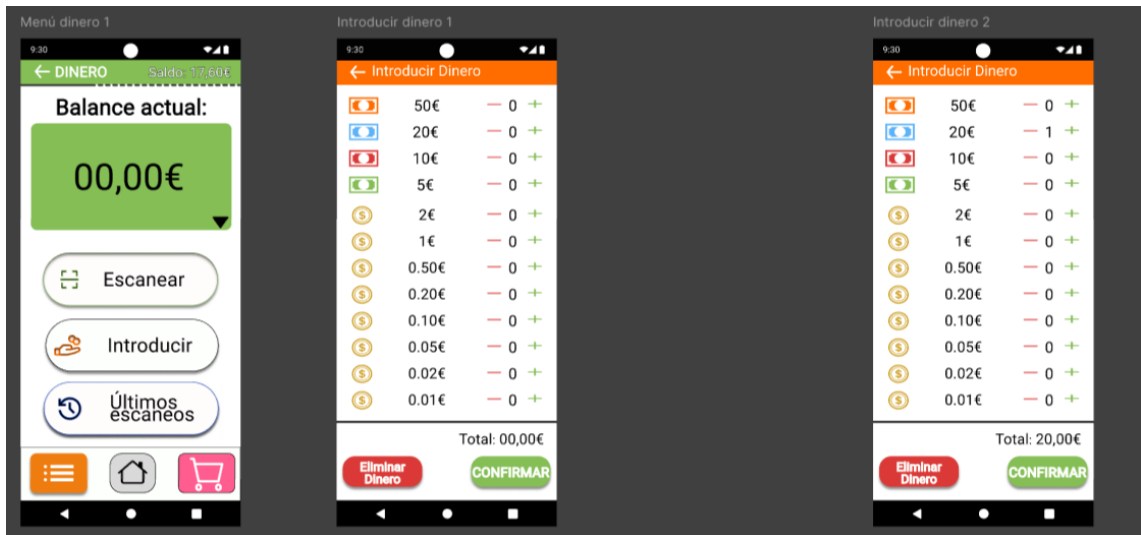 Menú dinero 1
9:30
DINERO Saldo: 17,60€
Balance actual:
00,00€
Escanear
Introducir
Últimos
escaneos
Introducir dinero 1
9:30
Introducir Dinero
50€ — 0 +
20€ — 0 +
10€ — 0 +
5€ — 0 +
2€ — 0 +
1€ — 0 +
0.50€ — 0 +
0.20€ — 0 +
0.10€ — 0 +
0.05€ — 0 +
0.02€ — 0 +
0.01€ — 0 +
Total: 00,00€
Eliminar
Dinero
CONFIRMAR
Introducir dinero 2
9:30
Introducir Dinero
50€ — 0 +
20€ — 1 +
10€ — 0 +
5€ — 0 +
2€ — 0 +
1€ — 0 +
0.50€ — 0 +
0.20€ — 0 +
0.10€ — 0 +
0.05€ — 0 +
0.02€ — 0 +
0.01€ — 0 +
Total: 20,00€
Eliminar
Dinero
CONFIRMAR